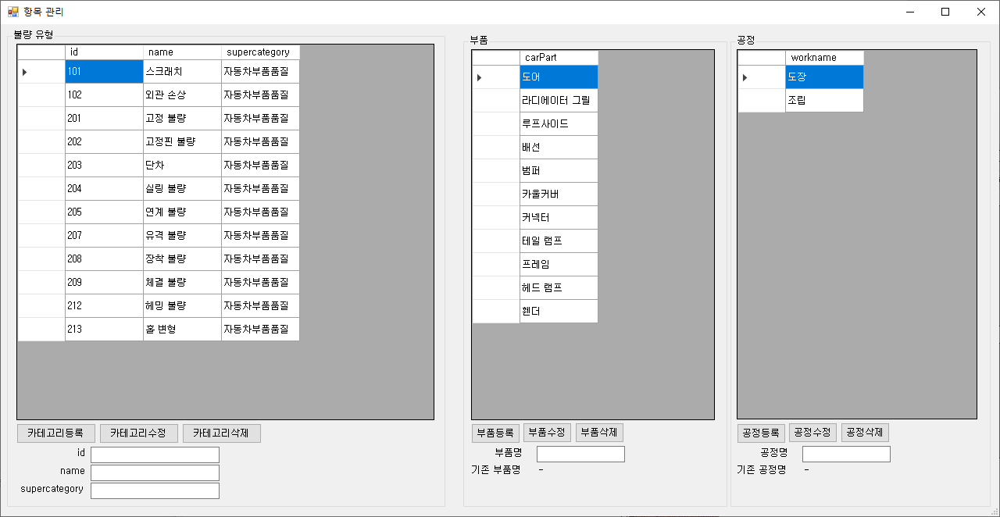 항목 관리
불량 유형
id name supercategory
101 스크래치 자동차부품품질
102 외관 손상 자동차부품품질
201 고정 불량 자동차부품품질
202 고정핀 불량 자동차부품품질
203 단차 자동차부품품질
204 실링 불량 자동차부품품질
205 연계 불량 자동차부품품질
207 유격 불량 자동차부품품질
208 장착 불량 자동차부품품질
209 체결 불량 자동차부품품질
212 헤밍 불량 자동차부품품질
213 홀 변형 자동차부품품질
카테고리등록 카테고리수정 카테고리삭제
id
name
supercategory
부품
carPart
도어
라디에이터 그릴
루프사이드
배선
범퍼
카울커버
커넥터
테일 램프
프레임
헤드 램프
휀더
부품등록 부품수정 부품삭제
부품명
기존 부품명 -
공정
workname
도장
조립
공정등록 공정수정 공정삭제
공정명
기존 공정명 -